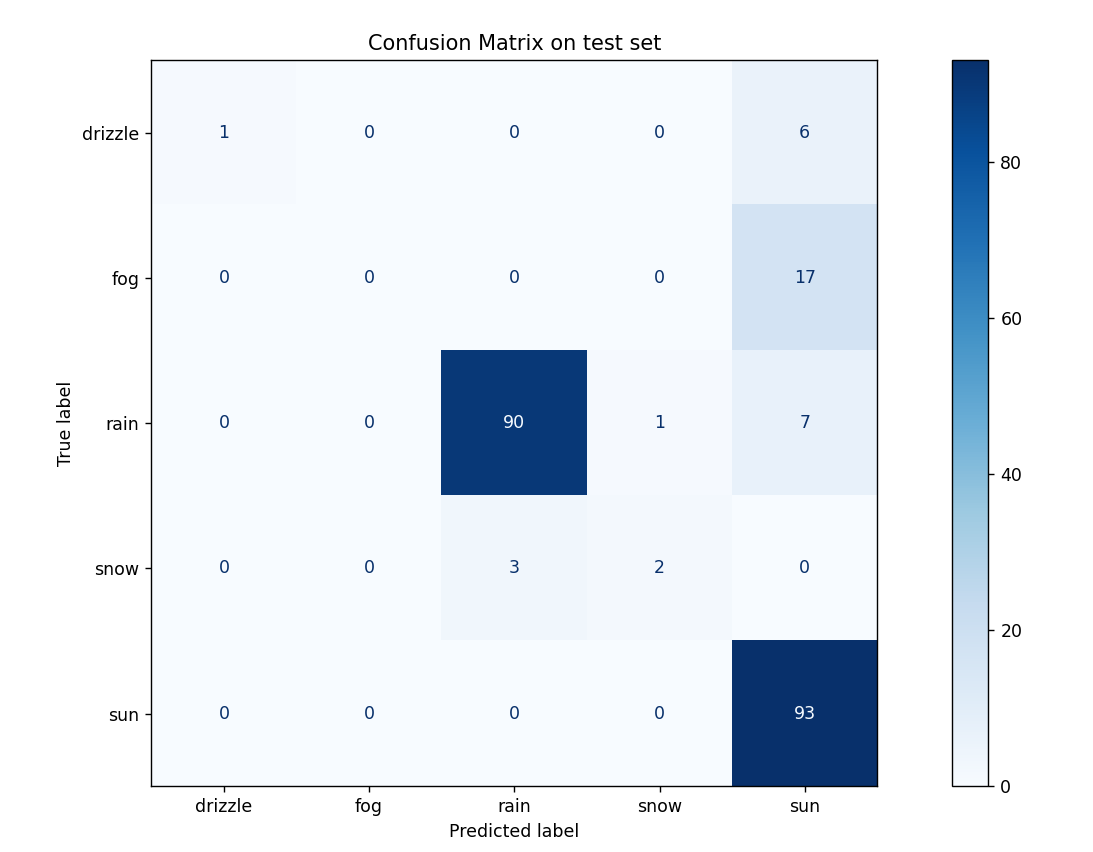 Confusion Matrix on test set
drizzle 1 0 0 0 6
fog 0 0 0 0 17
rain 0 0 90 1 7
snow 0 0 3 2 0
sun 0 0 0 0 93
drizzle fog rain snow sun
Predicted label
True label
80
60
40
20
0